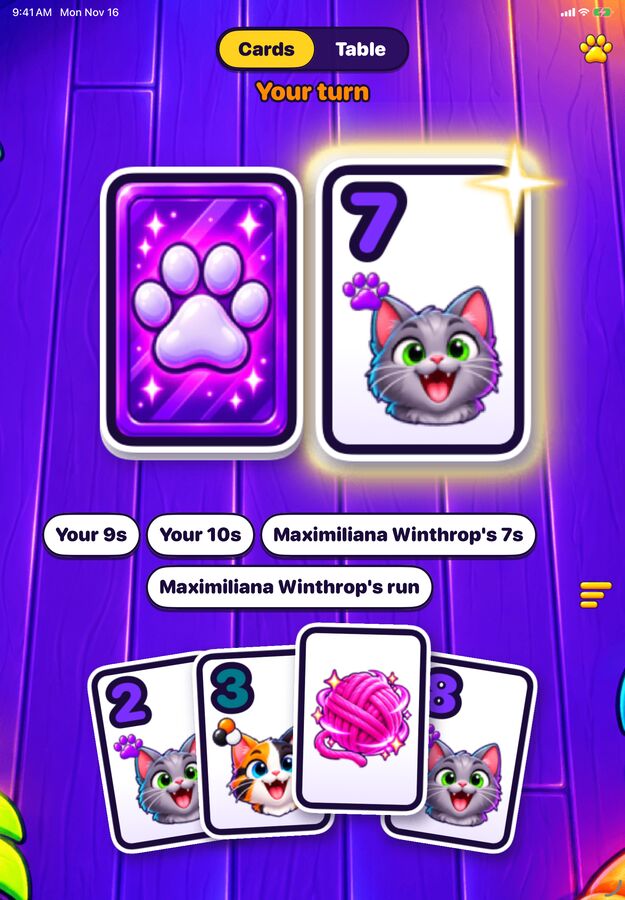 9:41 AM Mon Nov 16
Cards Table
Your turn
7
Your 9s Your 10s Maximiliana Winthrop's 7s
Maximiliana Winthrop's run
2 3 8